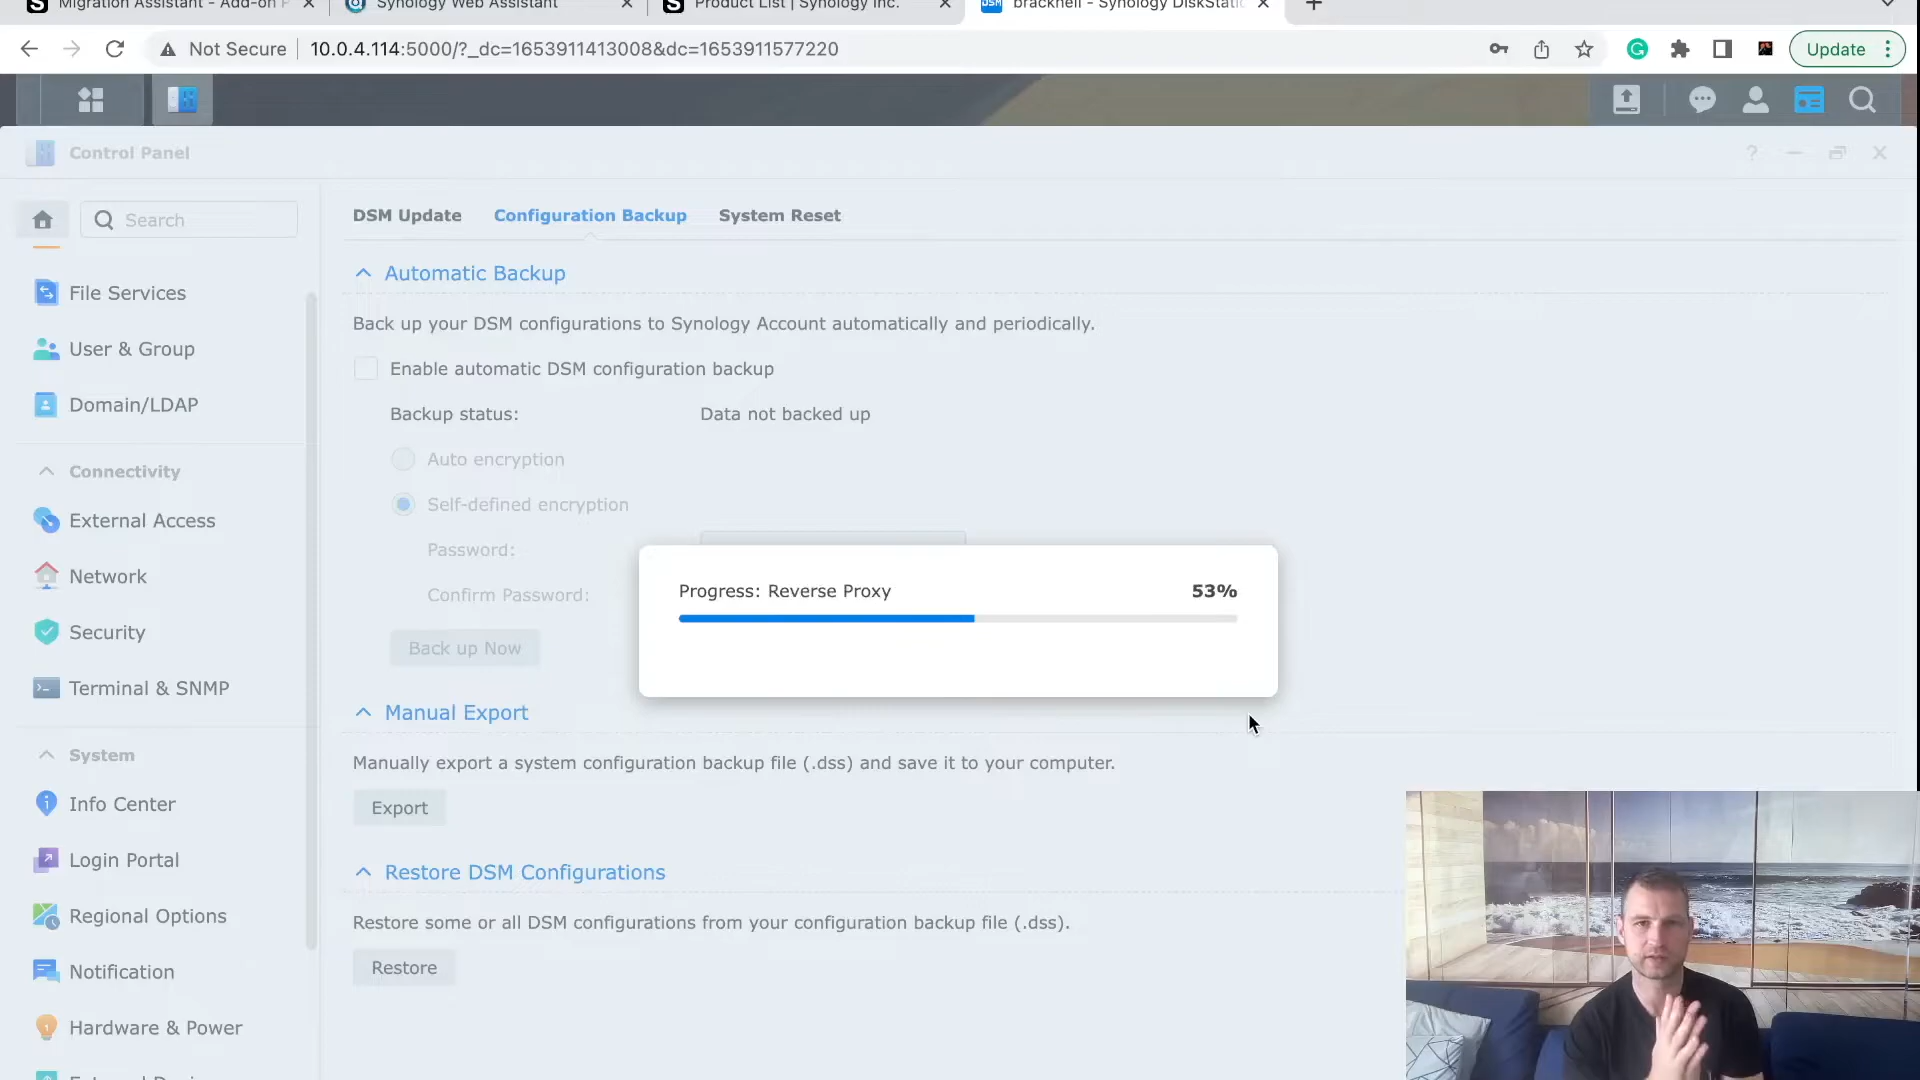 Migration Assistant - Add-on P
Synology Web Assistant
Product List | Synology Inc.
DSM bracknell - Synology DiskStati
Not Secure
10.0.4.114:5000/?_dc=1653911413008&dc=1653911577220
Update
Control Panel
Search
File Services
User & Group
Domain/LDAP
Connectivity
External Access
Network
Security
Terminal & SNMP
System
Info Center
Login Portal
Regional Options
Notification
Hardware & Power
DSM Update
Configuration Backup
System Reset
Automatic Backup
Back up your DSM configurations to Synology Account automatically and periodically.
Enable automatic DSM configuration backup
Backup status:
Data not backed up
Auto encryption
Self-defined encryption
Password:
Confirm Password:
Back up Now
Progress: Reverse Proxy
53%
Manual Export
Manually export a system configuration backup file (.dss) and save it to your computer.
Export
Restore DSM Configurations
Restore some or all DSM configurations from your configuration backup file (.dss).
Restore